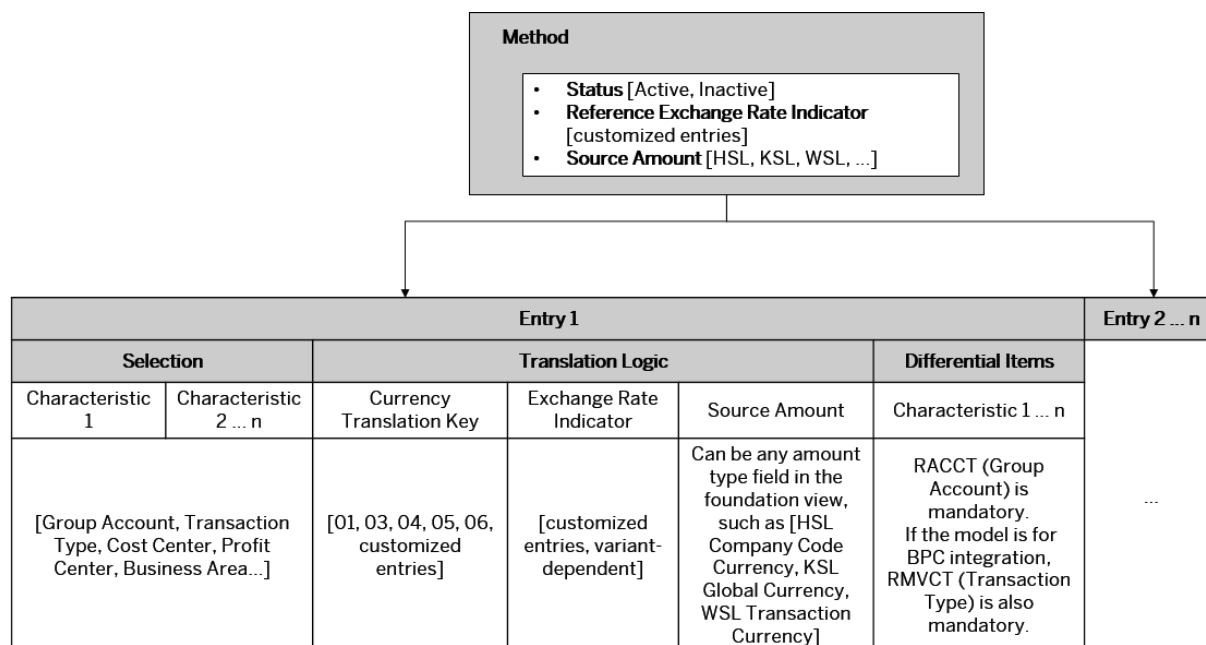 Method
• Status [Active, Inactive]
• Reference Exchange Rate Indicator
[customized entries]
• Source Amount [HSL, KSL, WSL, ...]
Entry 1
Entry 2 ... n
Selection
Translation Logic
Differential Items
Characteristic
1
Characteristic
2 ... n
Currency
Translation Key
Exchange Rate
Indicator
Source Amount
Characteristic 1 ... n
[Group Account, Transaction
Type, Cost Center, Profit
Center, Business Area...]
[01, 03, 04, 05, 06,
customized
entries]
[customized
entries, variant-
dependent]
Can be any amount
type field in the
foundation view,
such as [HSL
Company Code
Currency, KSL
Global Currency,
WSL Transaction
Currency]
RACCT (Group
Account) is
mandatory.
If the model is for
BPC integration,
RMVCT (Transaction
Type) is also
mandatory.
...